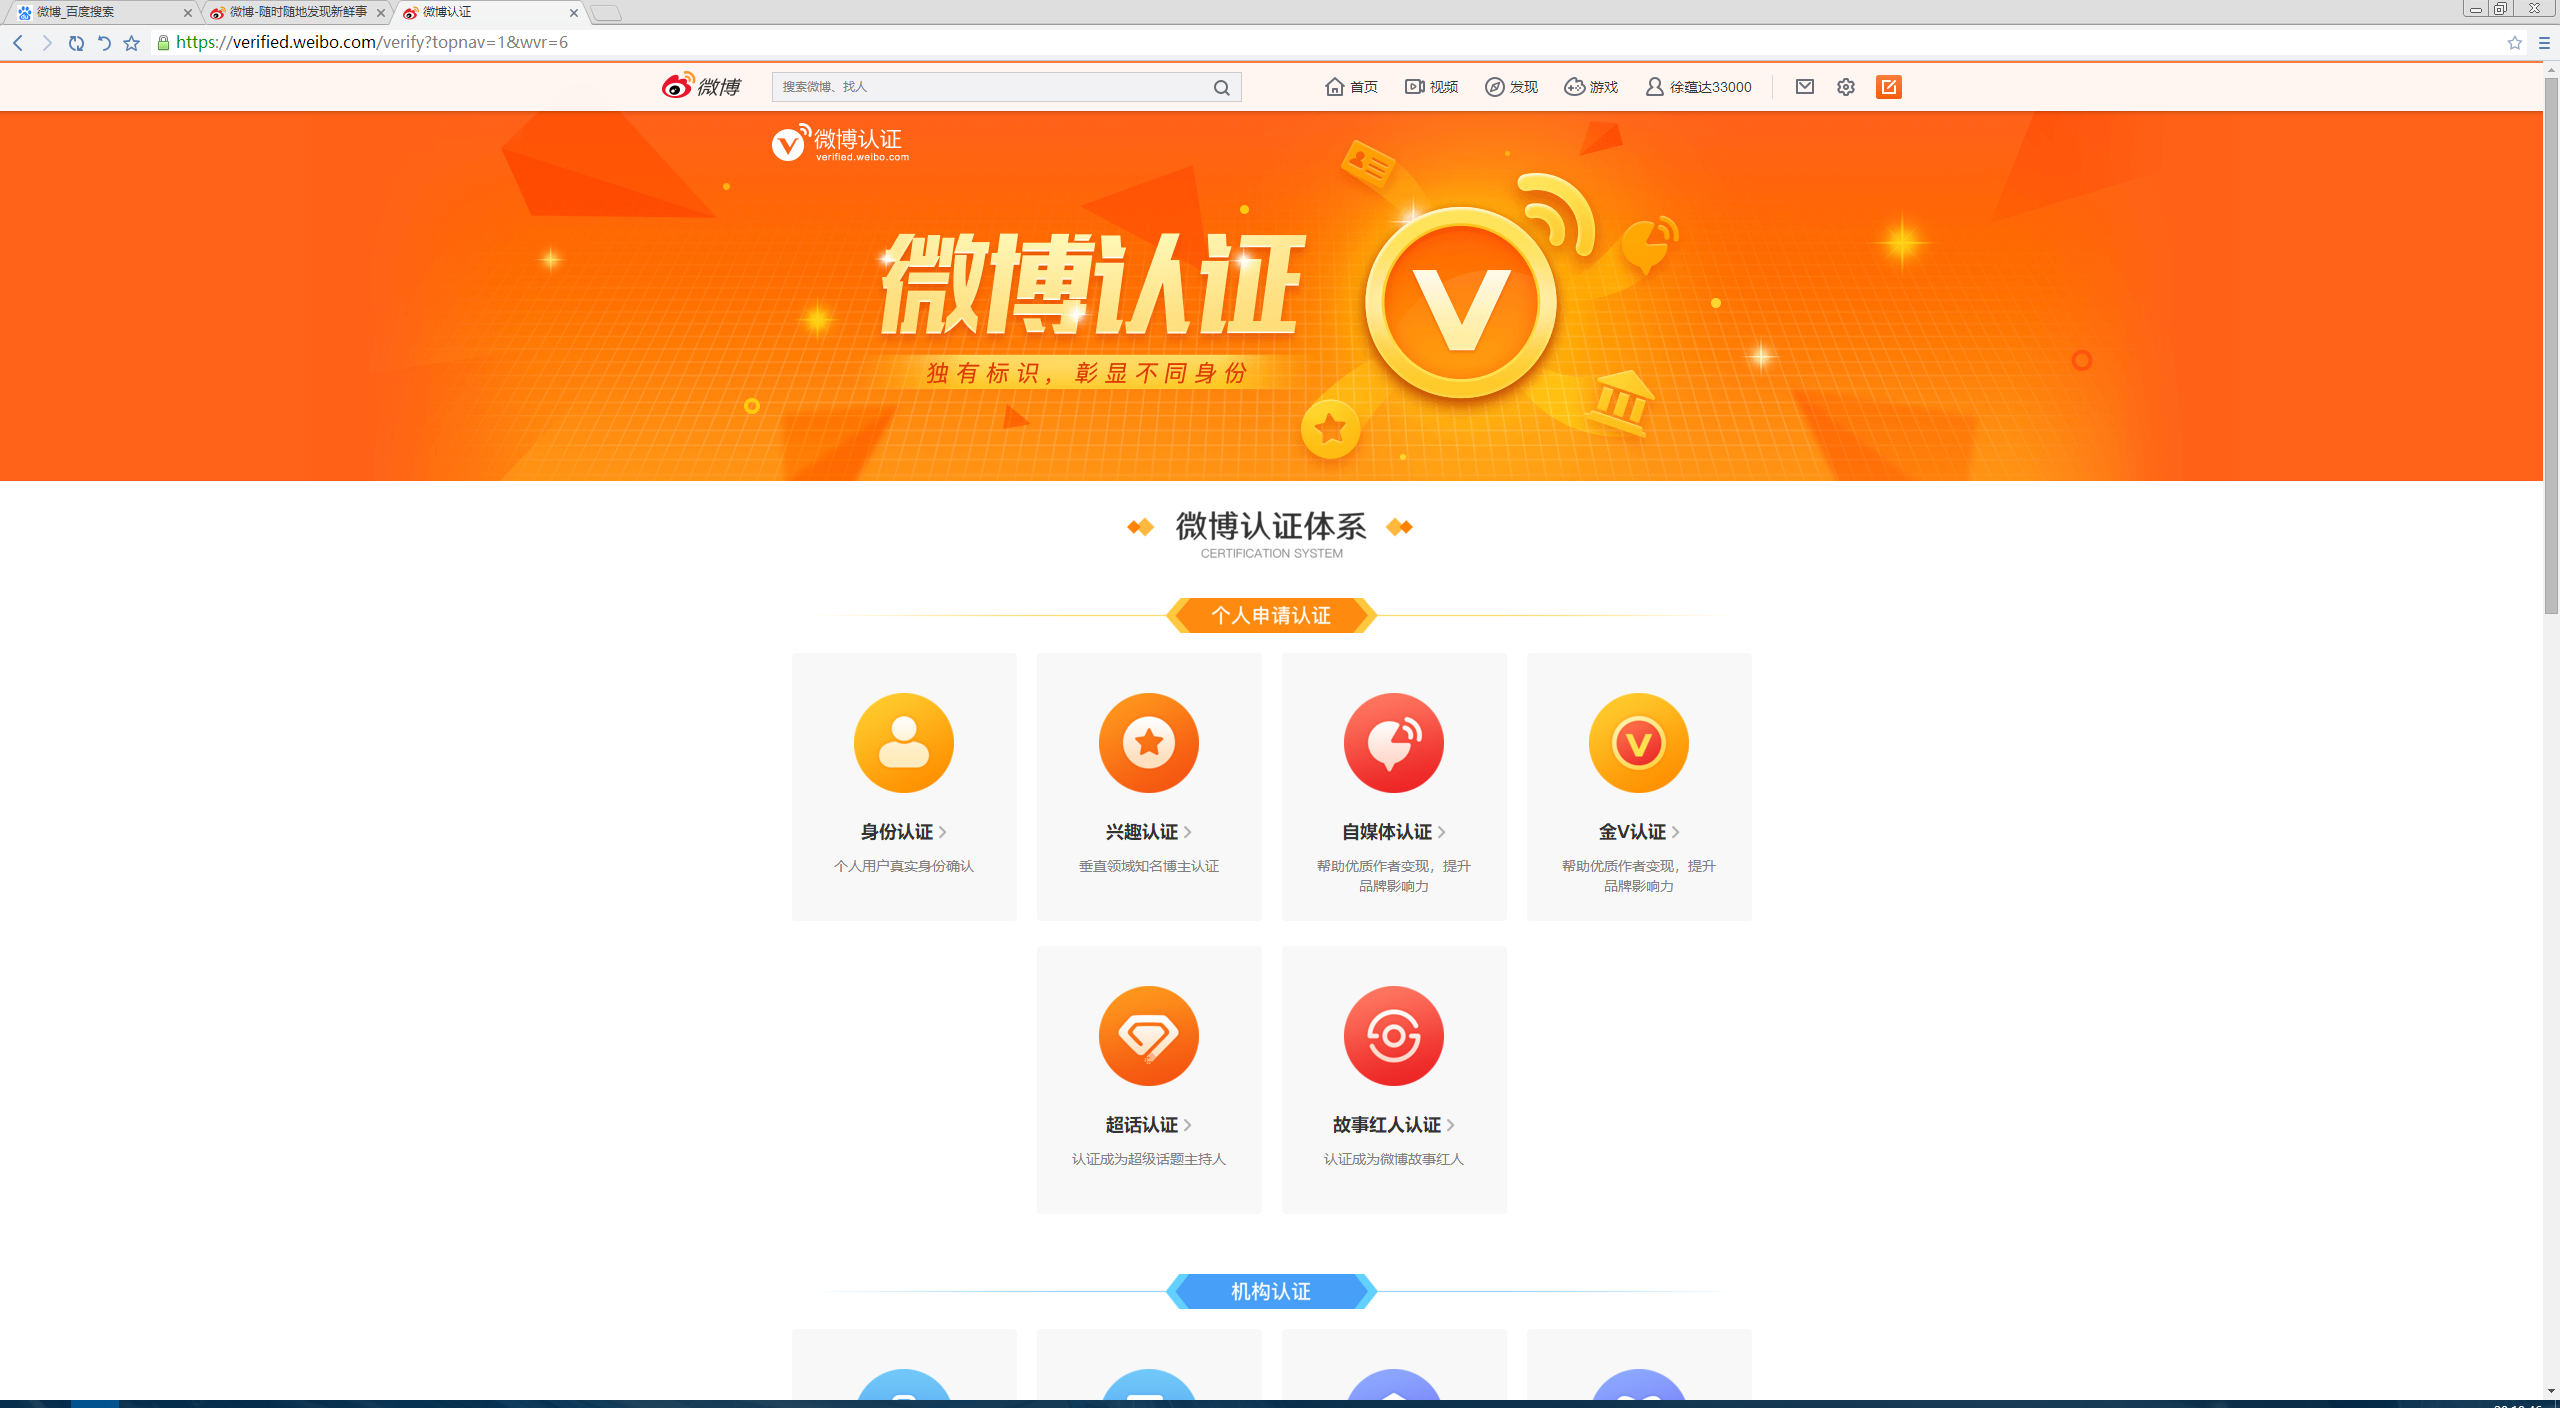 微博_百度搜索
微博-随时随地发现新鲜事
微博认证
https://verified.weibo.com/verify?topnav=1&wvr=6
微博
搜索微博、找人
首页
视频
发现
游戏
徐蕴达33000
微博认证
verified.weibo.com
微博认证
独有标识，彰显不同身份
微博认证体系
CERTIFICATION SYSTEM
个人申请认证
身份认证
个人用户真实身份确认
兴趣认证
垂直领域知名博主认证
自媒体认证
帮助优质作者变现，提升
品牌影响力
金V认证
帮助优质作者变现，提升
品牌影响力
超话认证
认证成为超级话题主持人
故事红人认证
认证成为微博故事红人
机构认证